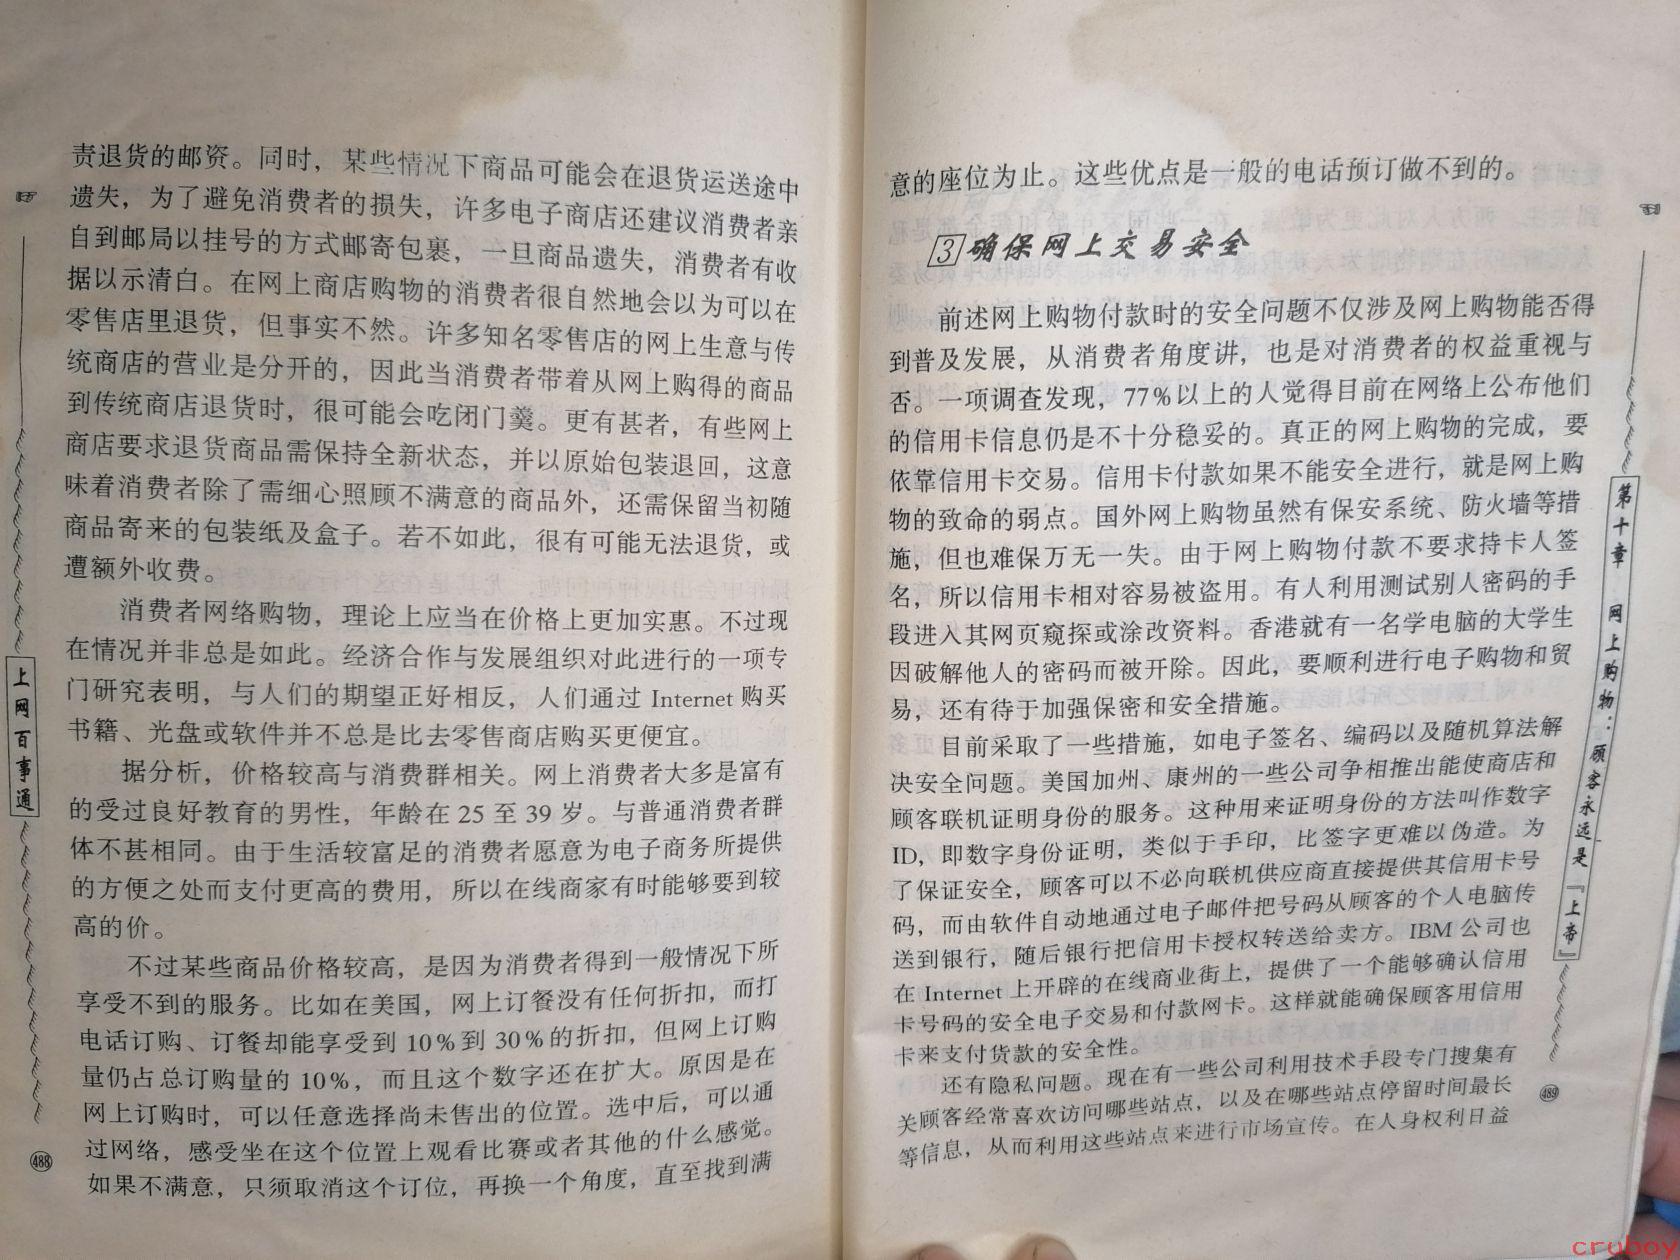 责退货的邮资。同时，某些情况下商品可能会在退货运送途中
遗失，为了避免消费者的损失，许多电子商店还建议消费者亲
自到邮局以挂号的方式邮寄包裹，一旦商品遗失，消费者有收
据以示清白。在网上商店购物的消费者很自然地会以为可以在
零售店里退货，但事实不然。许多知名零售店的网上生意与传
统商店的营业是分开的，因此当消费者带着从网上购得的商品
到传统商店退货时，很可能会吃闭门羹。更有甚者，有些网上
商店要求退货商品需保持全新状态，并以原始包装退回，这意
味着消费者除了需细心照顾不满意的商品外，还需保留当初随
商品寄来的包装纸及盒子。若不如此，很有可能无法退货，或
遭额外收费。
消费者网络购物，理论上应当在价格上更加实惠。不过现
在情况并非总是如此。经济合作与发展组织对此进行的一项专
门研究表明，与人们的期望正好相反，人们通过 Internet 购买
书籍、光盘或软件并不总是比去零售商店购买更便宜。
据分析，价格较高与消费群相关。网上消费者大多是富有
的受过良好教育的男性，年龄在 25 至 39 岁。与普通消费者群
体不甚相同。由于生活较富足的消费者愿意为电子商务所提供
的方便之处而支付更高的费用，所以在线商家有时能够要到较
高的价。
不过某些商品价格较高，是因为消费者得到一般情况下所
享受不到的服务。比如在美国，网上订餐没有任何折扣，而打
电话订购、订餐却能享受到 10％到 30％的折扣，但网上订购
量仍占总订购量的 10％，而且这个数字还在扩大。原因是在
网上订购时，可以任意选择尚未售出的位置。选中后，可以通
过网络，感受坐在这个位置上观看比赛或者其他的什么感觉。
如果不满意，只须取消这个订位，再换一个角度，直至找到满
上网百事通
488
意的座位为止。这些优点是一般的电话预订做不到的。
3 确保网上交易安全
前述网上购物付款时的安全问题不仅涉及网上购物能否得
到普及发展，从消费者角度讲，也是对消费者的权益重视与
否。一项调查发现，77％以上的人觉得目前在网络上公布他们
的信用卡信息仍是不十分稳妥的。真正的网上购物的完成，要
依靠信用卡交易。信用卡付款如果不能安全进行，就是网上购
物的致命的弱点。国外网上购物虽然有保安系统、防火墙等措
施，但也难保万无一失。由于网上购物付款不要求持卡人签
名，所以信用卡相对容易被盗用。有人利用测试别人密码的手
段进入其网页窥探或涂改资料。香港就有一名学电脑的大学生
因破解他人的密码而被开除。因此，要顺利进行电子购物和贸
易，还有待于加强保密和安全措施。
目前采取了一些措施，如电子签名、编码以及随机算法解
决安全问题。美国加州、康州的一些公司争相推出能使商店和
顾客联机证明身份的服务。这种用来证明身份的方法叫作数字
ID，即数字身份证明，类似于手印，比签字更难以伪造。为
了保证安全，顾客可以不必向联机供应商直接提供其信用卡号
码，而由软件自动地通过电子邮件把号码从顾客的个人电脑传
送到银行，随后银行把信用卡授权转送给卖方。IBM 公司也
在 Internet 上开辟的在线商业街上，提供了一个能够确认信用
卡号码的安全电子交易和付款网卡。这样就能确保顾客用信用
卡来支付货款的安全性。
还有隐私问题。现在有一些公司利用技术手段专门搜集有
关顾客经常喜欢访问哪些站点，以及在哪些站点停留时间最长
等信息，从而利用这些站点来进行市场宣传。在人身权利日益
第十章 网上购物：顾客永远是『上帝』
489
cruboy